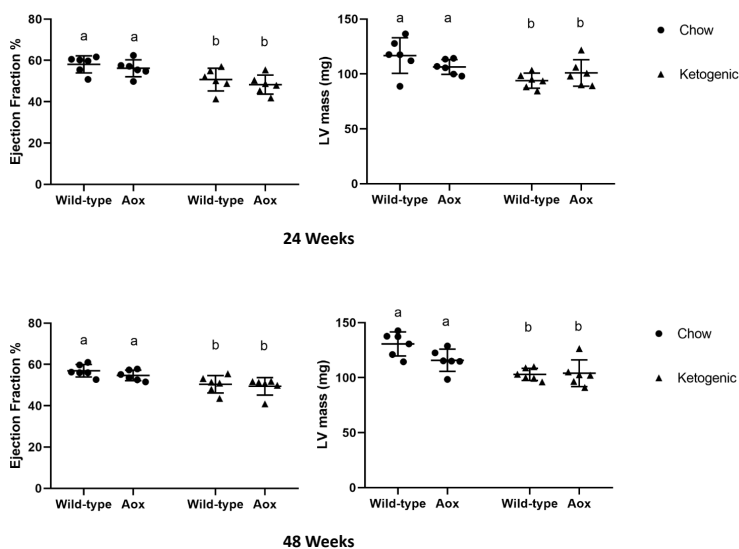 80
60
40
20
0
Ejection Fraction %
a
a
b
b
Wild-type
Aox
Wild-type
Aox
150
100
50
0
LV mass (mg)
a
a
b
b
Wild-type
Aox
Wild-type
Aox
Chow
Ketogenic
24 Weeks
80
60
40
20
0
Ejection Fraction %
a
a
b
b
Wild-type
Aox
Wild-type
Aox
150
100
50
0
LV mass (mg)
a
a
b
b
Wild-type
Aox
Wild-type
Aox
Chow
Ketogenic
48 Weeks